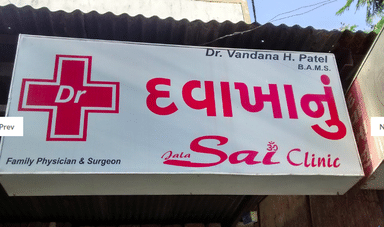 Dr. Vandana H. Patel
B.A.M.S.
Dr
દવાખાનું
Family Physician & Surgeon
Jala Sai ૐ Clinic
Prev
N